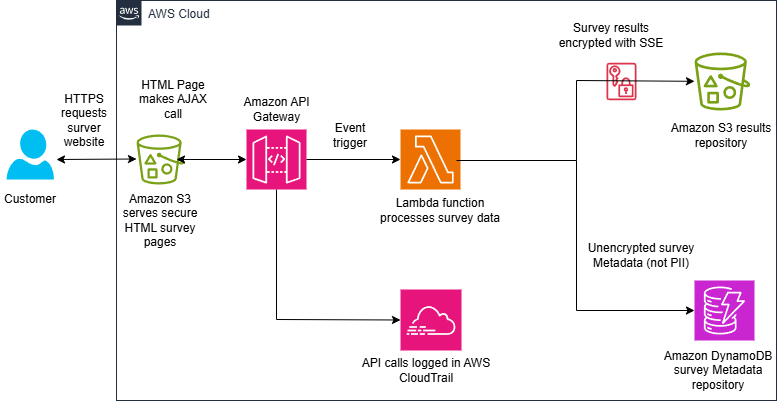 aws
AWS Cloud
Survey results
encrypted with SSE
HTML Page
makes AJAX
call
HTTPS
requests
surver
website
Amazon API
Gateway
Event
trigger
Amazon S3 results
repository
Customer
Amazon S3
serves secure
HTML survey
pages
Lambda function
processes survey data
Unencrypted survey
Metadata (not PII)
API calls logged in AWS
CloudTrail
Amazon DynamoDB
survey Metadata
repository